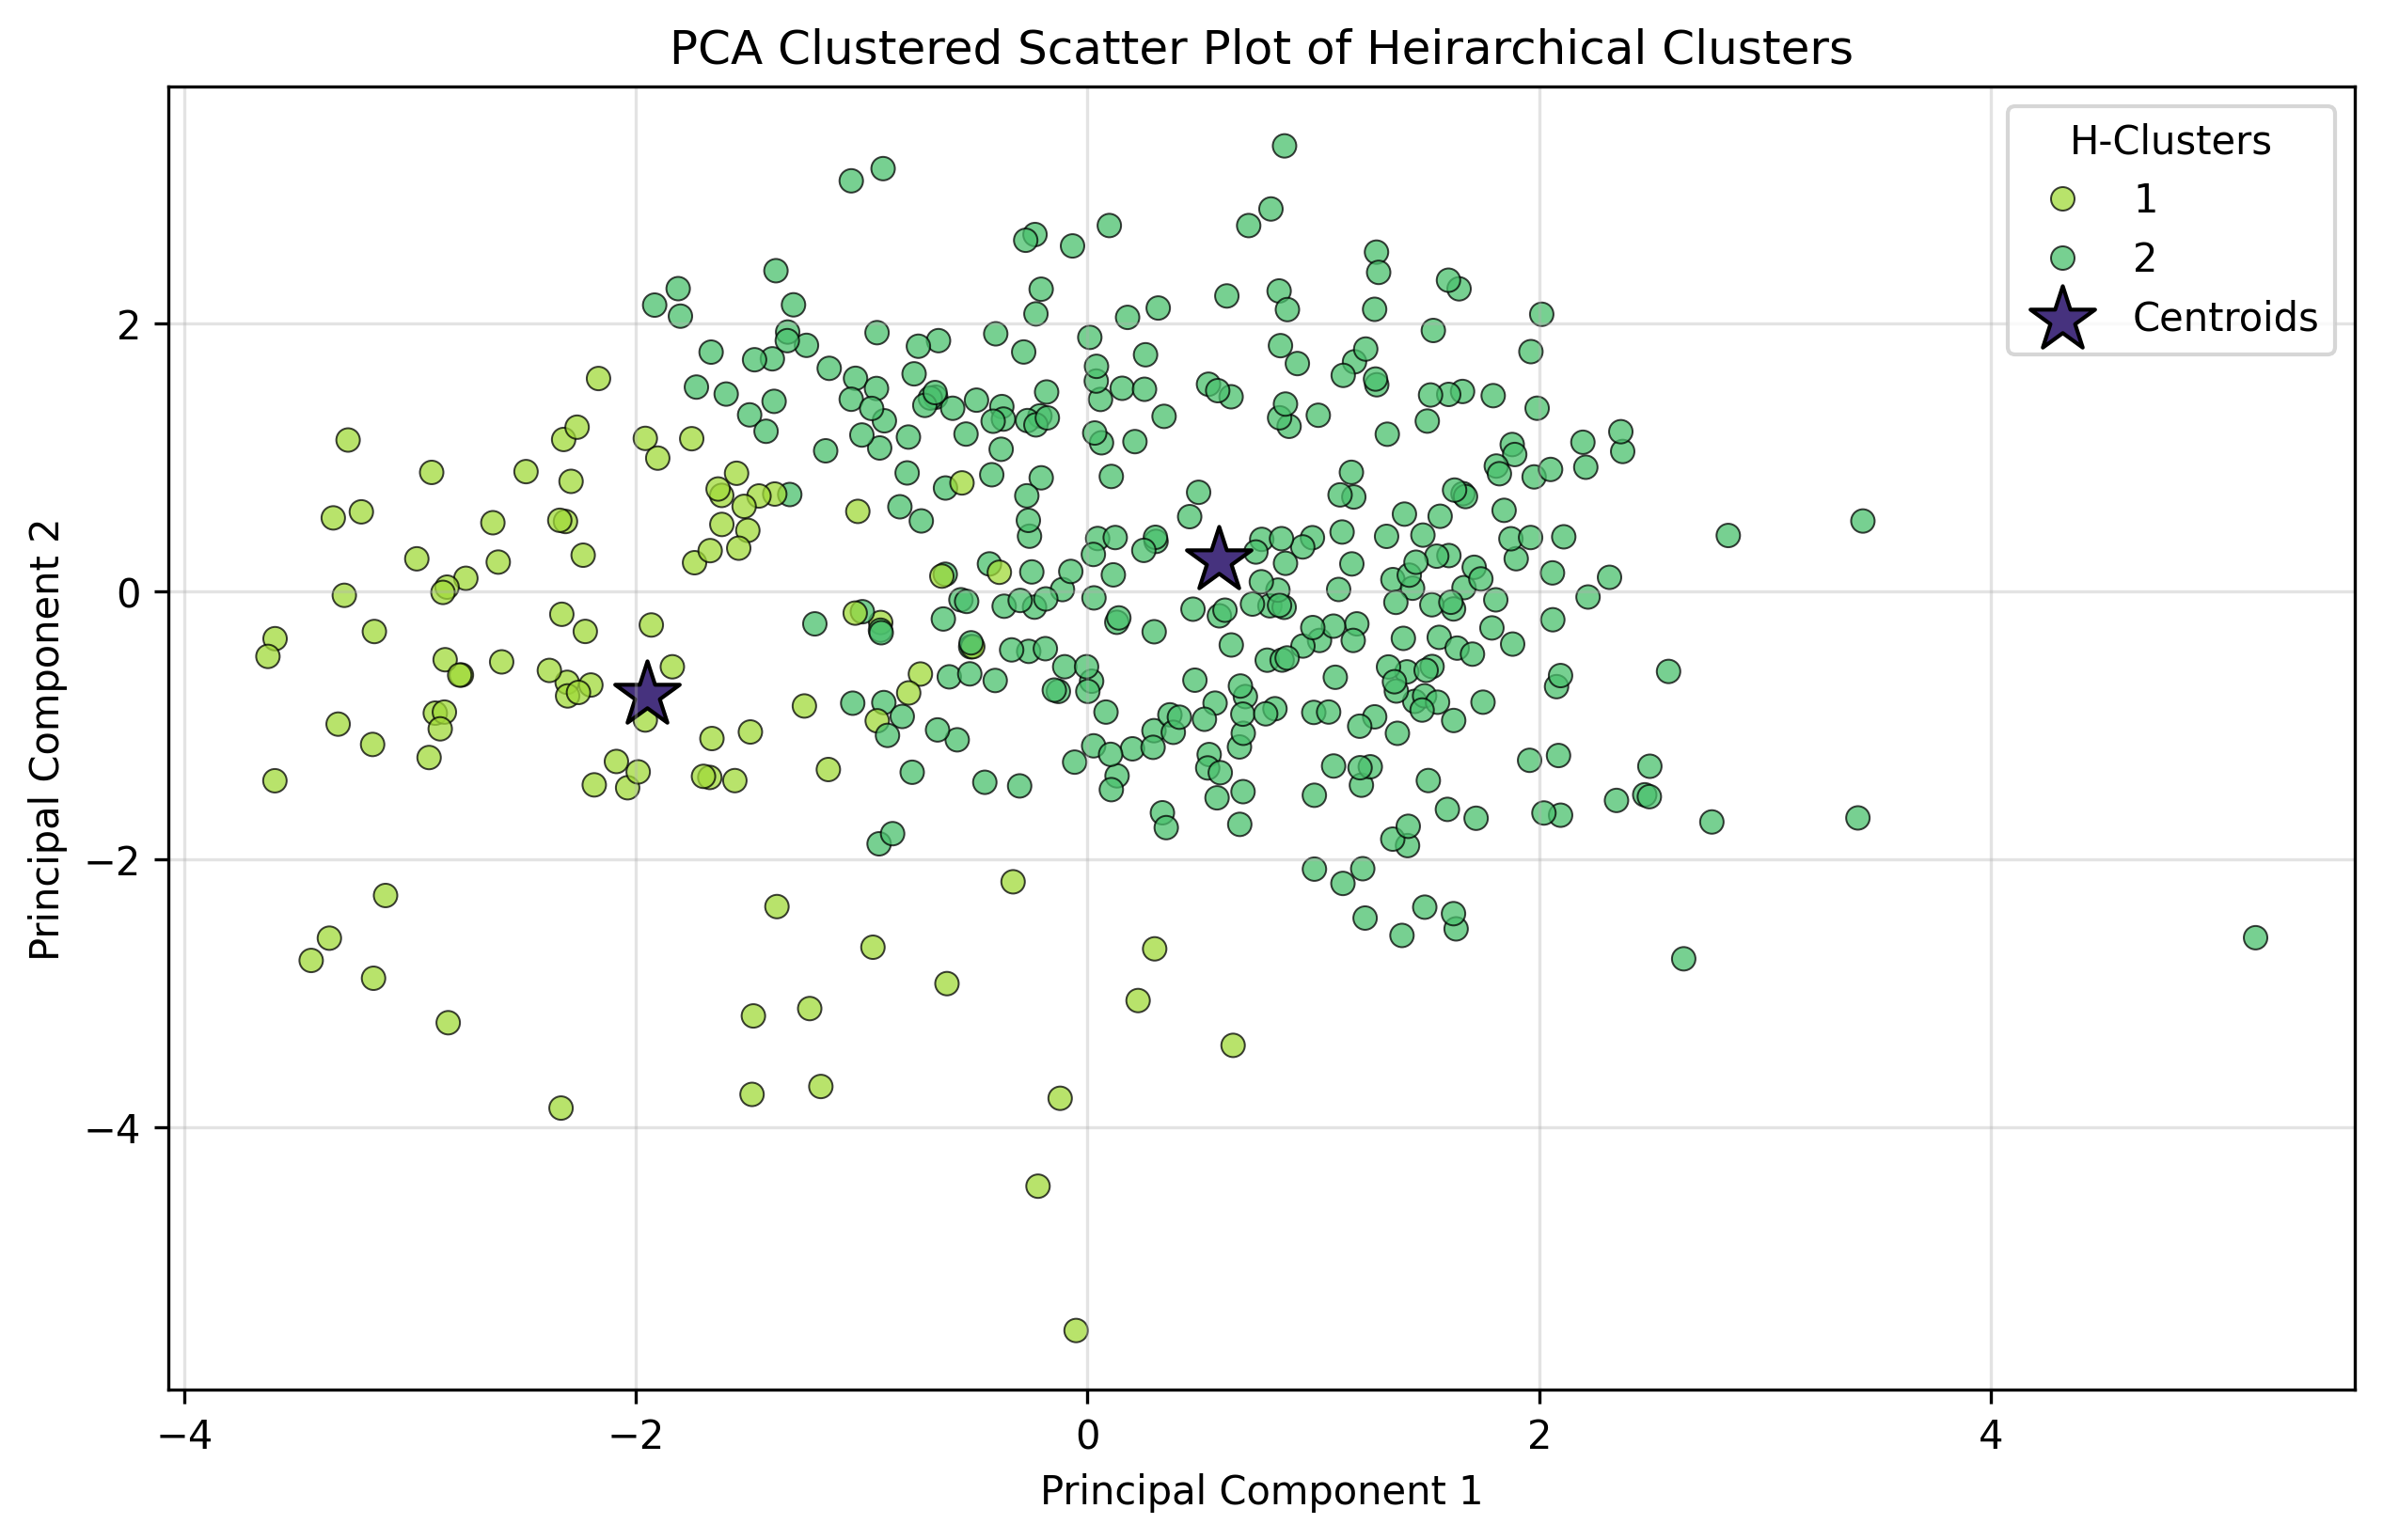 PCA Clustered Scatter Plot of Heirarchical Clusters
H-Clusters
1
2
Centroids
2
0
−2
−4
Principal Component 2
−4
−2
0
2
4
Principal Component 1